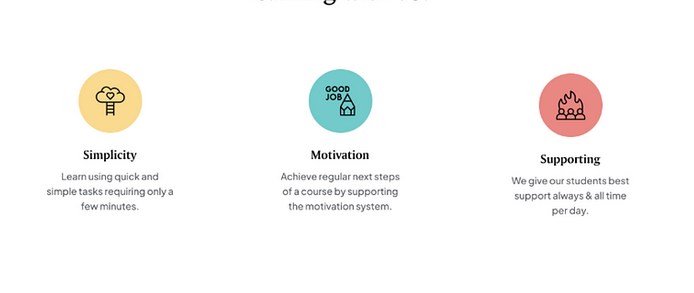 GOOD
JOB
Simplicity
Motivation
Supporting
Learn using quick and
simple tasks requiring only a
few minutes.
Achieve regular next steps
of a course by supporting
the motivation system.
We give our students best
support always & all time
per day.